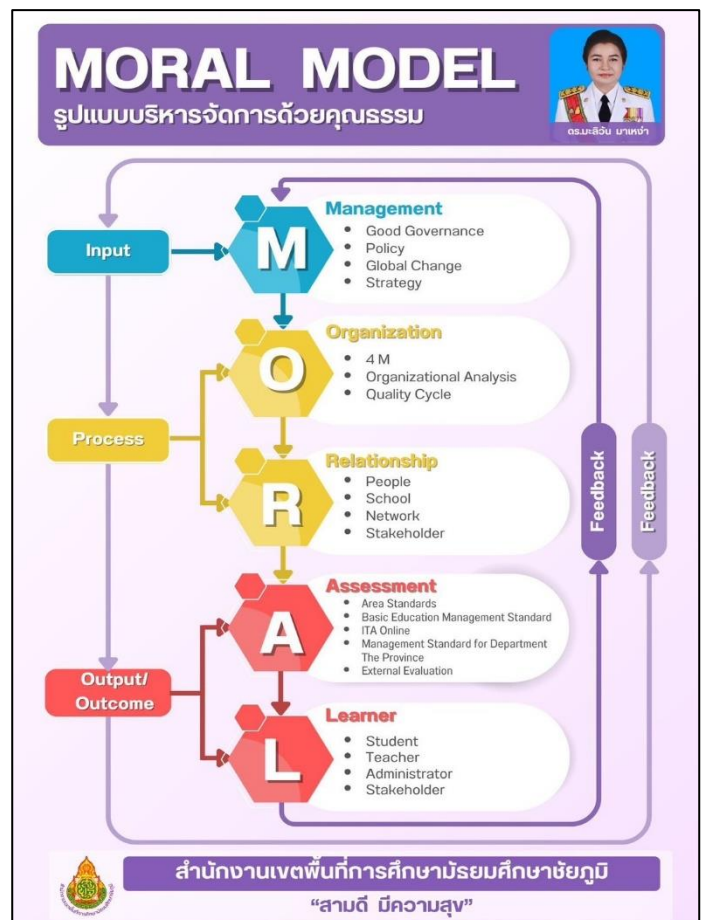 MORAL MODEL
รูปแบบบริหารจัดการด้วยคุณธรรม
ดร.มะลิวัน มาเหง่า
Input
M
Management
Good Governance
Policy
Global Change
Strategy
O
Organization
4 M
Organizational Analysis
Quality Cycle
Process
R
Relationship
People
School
Network
Stakeholder
Feedback
Feedback
A
Assessment
Area Standards
Basic Education Management Standard
ITA Online
Management Standard for Department
The Province
External Evaluation
Output/
Outcome
L
Learner
Student
Teacher
Administrator
Stakeholder
สำนักงานเขตพื้นที่การศึกษามัธยมศึกษาชัยภูมิ
“สามดี มีความสุข”